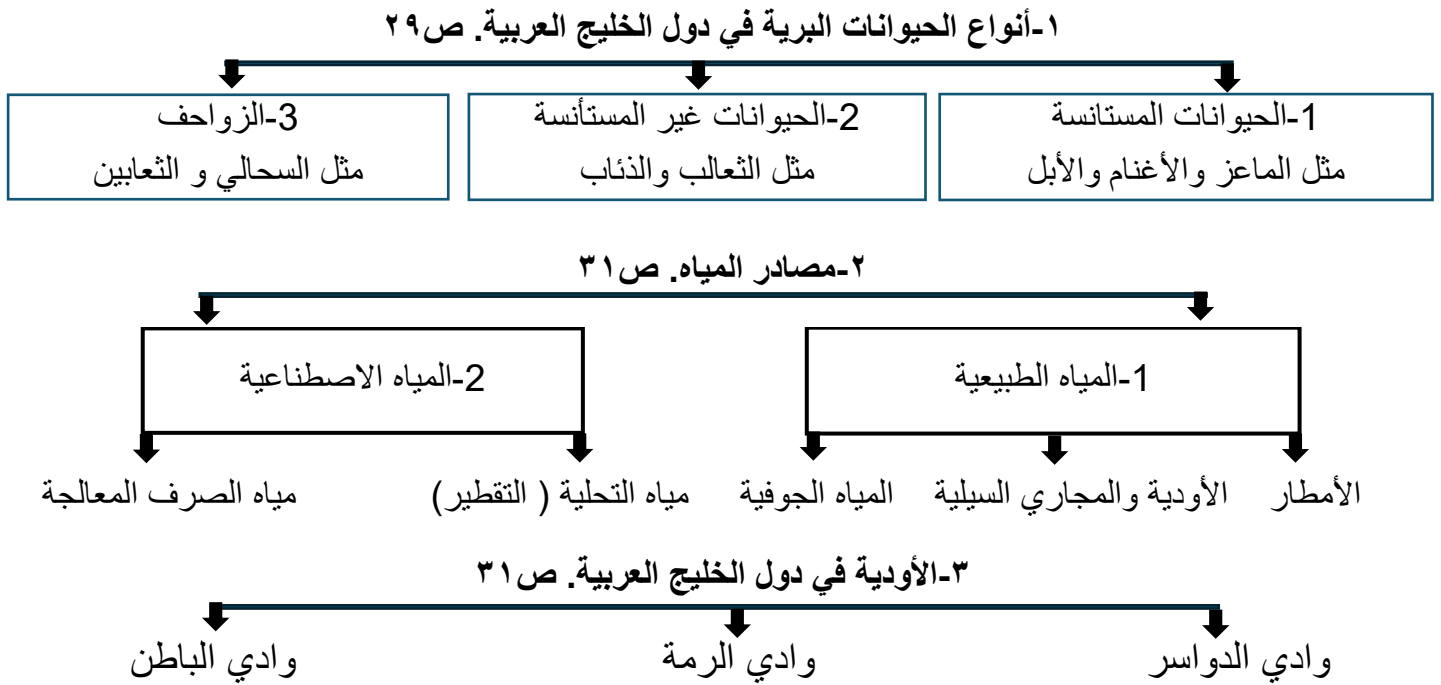 ١-أنواع الحيوانات البرية في دول الخليج العربية. ص٢٩
1-الحيوانات المستانسة
مثل الماعز والأغنام والأبل
2-الحيوانات غير المستأنسة
مثل الثعالب والذئاب
3-الزواحف
مثل السحالي و الثعابين
٢-مصادر المياه. ص٣١
1-المياه الطبيعية
2-المياه الاصطناعية
الأمطار
الأودية والمجاري السيلية
المياه الجوفية
مياه التحلية ( التقطير)
مياه الصرف المعالجة
٣-الأودية في دول الخليج العربية. ص٣١
وادي الدواسر
وادي الرمة
وادي الباطن